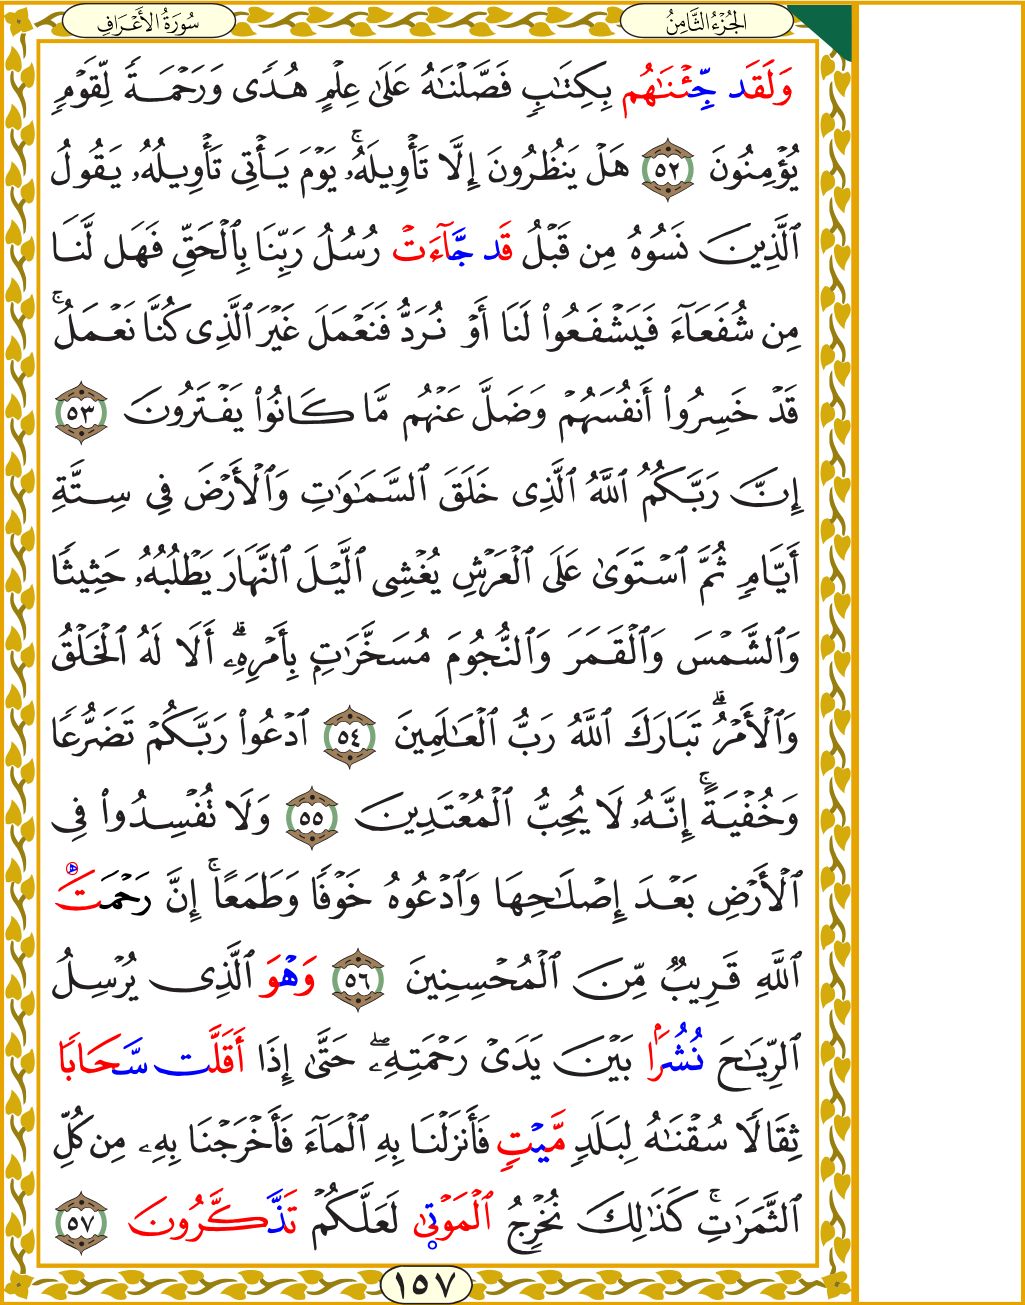 الجُزْءُ الثَّامِنُ
سُورَةُ الأَعْرَافِ
وَلَقَد جِّئۡنَٰهُم بِكِتَٰبٖ فَصَّلۡنَٰهُ عَلَىٰ عِلۡمٍ هُدٗى وَرَحۡمَةٗ لِّقَوۡمٖ
يُؤۡمِنُونَ ٥٢ هَلۡ يَنظُرُونَ إِلَّا تَأۡوِيلَهُۥۚ يَوۡمَ يَأۡتِي تَأۡوِيلُهُۥ يَقُولُ
ٱلَّذِينَ نَسُوهُ مِن قَبۡلُ قَد جَّآءَتۡ رُسُلُ رَبِّنَا بِٱلۡحَقِّ فَهَل لَّنَا
مِن شُفَعَآءَ فَيَشۡفَعُواْ لَنَا أَوۡ نُرَدُّ فَنَعۡمَلَ غَيۡرَ ٱلَّذِي كُنَّا نَعۡمَلُۚ
قَدۡ خَسِرُوٓاْ أَنفُسَهُمۡ وَضَلَّ عَنۡهُم مَّا كَانُواْ يَفۡتَرُونَ ٥٣
إِنَّ رَبَّكُمُ ٱللَّهُ ٱلَّذِي خَلَقَ ٱلسَّمَٰوَٰتِ وَٱلۡأَرۡضَ فِي سِتَّةِ
أَيَّامٖ ثُمَّ ٱسۡتَوَىٰ عَلَى ٱلۡعَرۡشِ يُغۡشِي ٱلَّيۡلَ ٱلنَّهَارَ يَطۡلُبُهُۥ حَثِيثٗا
وَٱلشَّمۡسَ وَٱلۡقَمَرَ وَٱلنُّجُومَ مُسَخَّرَٰتِۭ بِأَمۡرِهِۦٓۗ أَلَا لَهُ ٱلۡخَلۡقُ
وَٱلۡأَمۡرُۗ تَبَارَكَ ٱللَّهُ رَبُّ ٱلۡعَٰلَمِينَ ٥٤ ٱدۡعُواْ رَبَّكُمۡ تَضَرُّعٗا
وَخُفۡيَةًۚ إِنَّهُۥ لَا يُحِبُّ ٱلۡمُعۡتَدِينَ ٥٥ وَلَا تُفۡسِدُواْ فِي
ٱلۡأَرۡضِ بَعۡدَ إِصۡلَٰحِهَا وَٱدۡعُوهُ خَوۡفٗا وَطَمَعًاۚ إِنَّ رَحۡمَتَ
ٱللَّهِ قَرِيبٞ مِّنَ ٱلۡمُحۡسِنِينَ ٥٦ وَهۡوَ ٱلَّذِي يُرۡسِلُ
ٱلرِّيَٰحَ نُشُرَۢا بَيۡنَ يَدَيۡ رَحۡمَتِهِۦۖ حَتَّىٰٓ إِذَآ أَقَلَّت سَّحَابٗا
ثِقَالٗا سُقۡنَٰهُ لِبَلَدٖ مَّيۡتٖ فَأَنزَلۡنَا بِهِ ٱلۡمَآءَ فَأَخۡرَجۡنَا بِهِۦ مِن كُلِّ
ٱلثَّمَرَٰتِۚ كَذَٰلِكَ نُخۡرِجُ ٱلۡمَوۡتَىٰ لَعَلَّكُمۡ تَذَّكَّرُونَ ٥٧
١٥٧